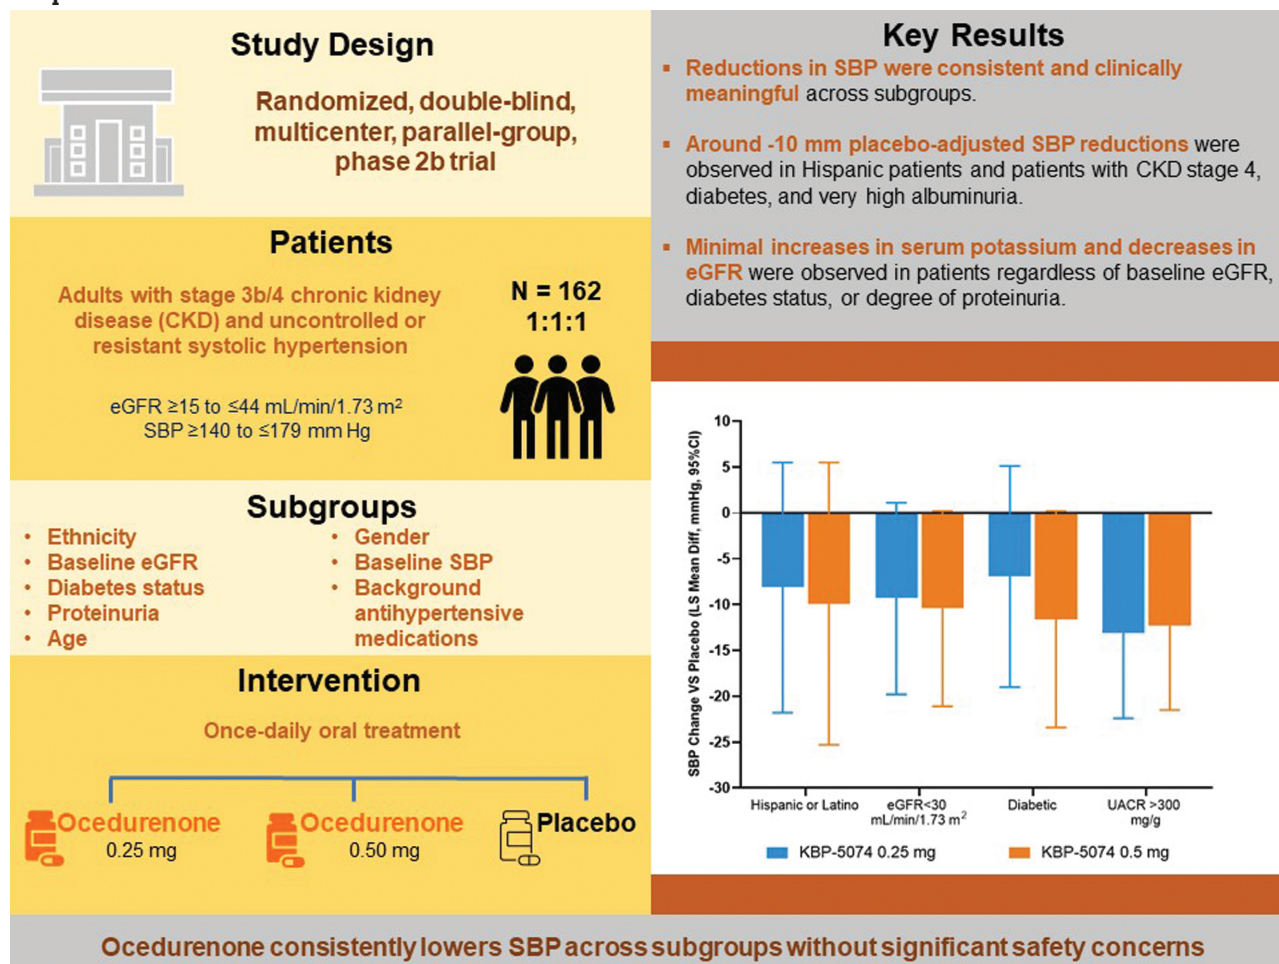 Study Design
Randomized, double-blind,
multicenter, parallel-group,
phase 2b trial
Patients
Adults with stage 3b/4 chronic kidney
disease (CKD) and uncontrolled or
resistant systolic hypertension
eGFR ≥15 to ≤44 mL/min/1.73 m²
SBP ≥140 to ≤179 mm Hg
N = 162
1:1:1
Subgroups
• Ethnicity
• Baseline eGFR
• Diabetes status
• Proteinuria
• Age
• Gender
• Baseline SBP
• Background
antihypertensive
medications
Intervention
Once-daily oral treatment
Ocedurenone
0.25 mg
Ocedurenone
0.50 mg
Placebo
Key Results
▪ Reductions in SBP were consistent and clinically
meaningful across subgroups.
▪ Around -10 mm placebo-adjusted SBP reductions were
observed in Hispanic patients and patients with CKD stage 4,
diabetes, and very high albuminuria.
▪ Minimal increases in serum potassium and decreases in
eGFR were observed in patients regardless of baseline eGFR,
diabetes status, or degree of proteinuria.
SBP Change VS Placebo (LS Mean Diff, mmHg, 95%CI)
10
5
0
-5
-10
-15
-20
-25
-30
Hispanic or Latino
eGFR<30
mL/min/1.73 m²
Diabetic
UACR >300
mg/g
KBP-5074 0.25 mg
KBP-5074 0.5 mg
Ocedurenone consistently lowers SBP across subgroups without significant safety concerns